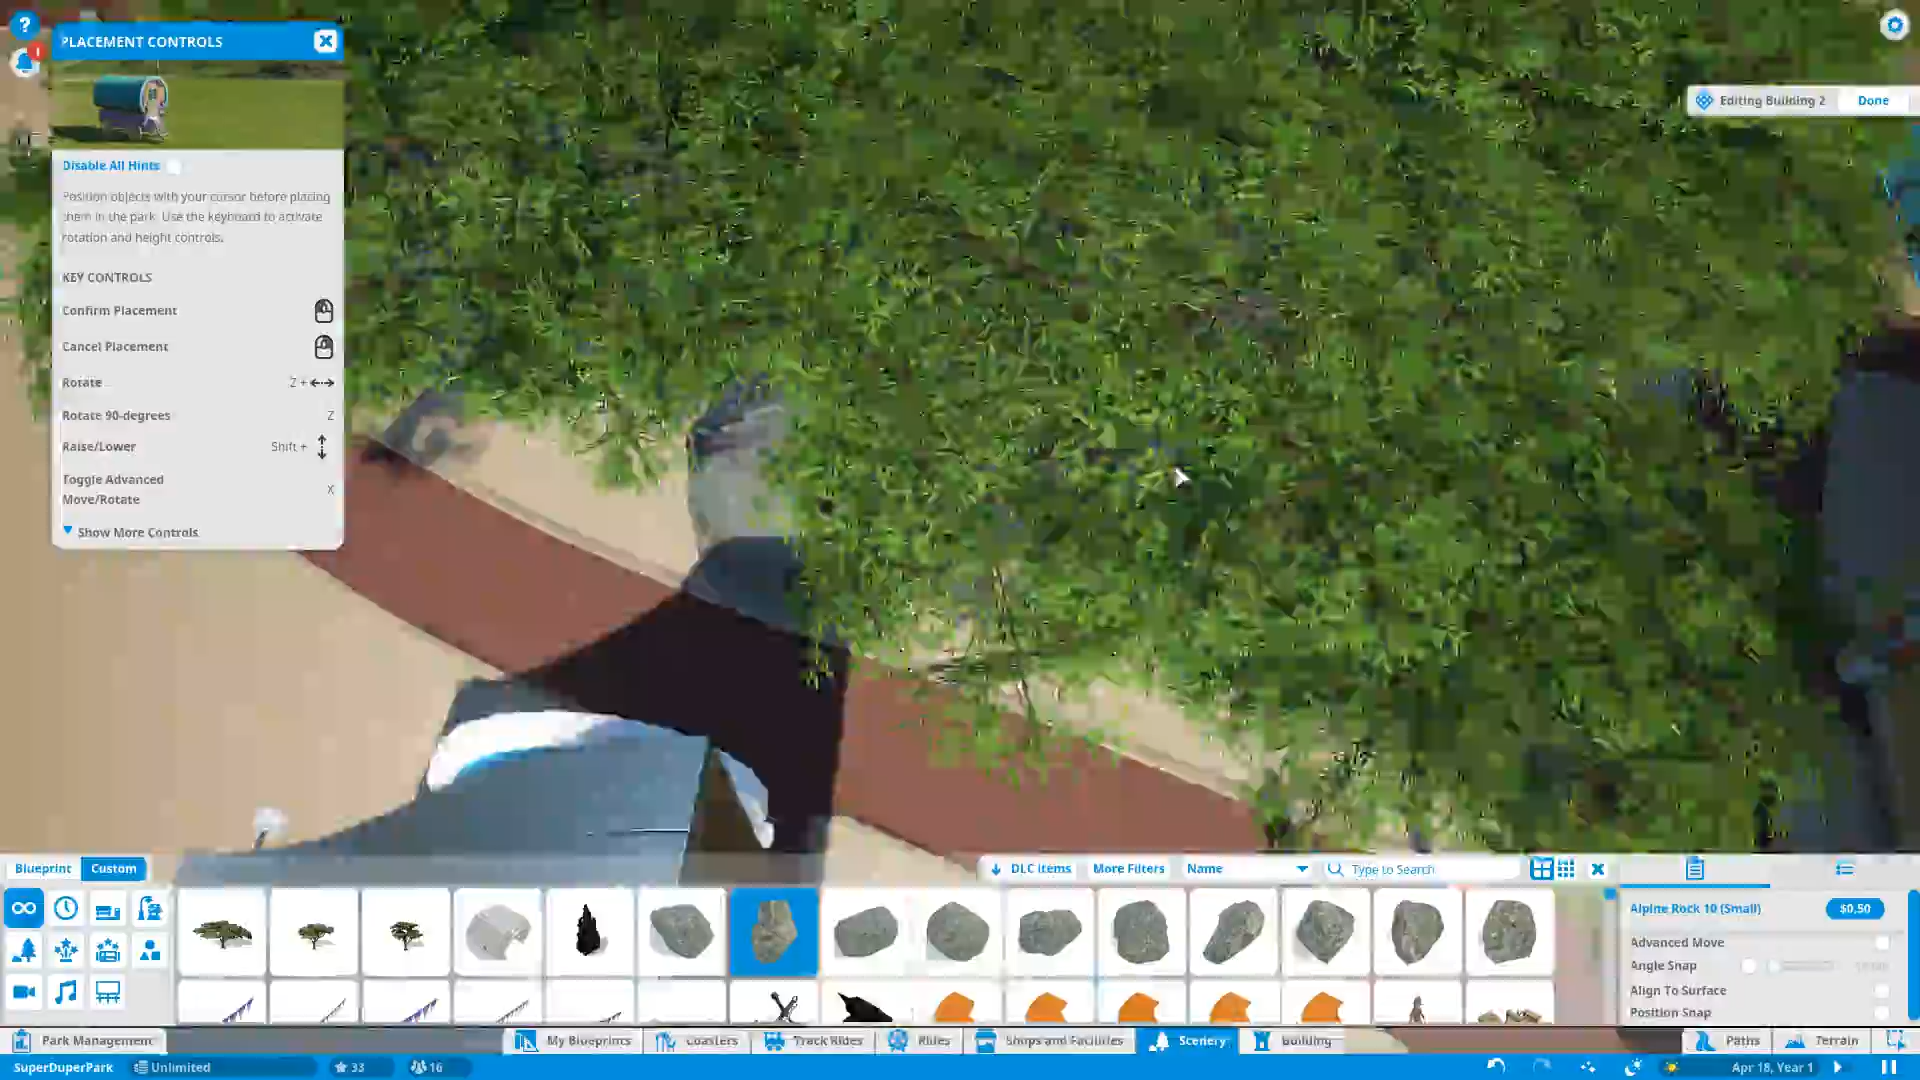 ?
PLACEMENT CONTROLS
Disable All Hints
Position objects with your cursor before placing
them in the park. Use the keyboard to activate
rotation and height controls.
KEY CONTROLS
Confirm Placement
Cancel Placement
Rotate Z +
Rotate 90-degrees Z
Raise/Lower Shift +
Toggle Advanced
Move/Rotate X
Show More Controls
Editing Building 2 Done
Blueprint Custom
DLC items More Filters Name Type to Search
Alpine Rock 10 (Small) $0.50
Advanced Move
Angle Snap
Align To Surface
Position Snap
Park Management My Blueprints Coasters Track Rides Rides Shops and Facilities Scenery Building Paths Terrain
SuperDuperPark Unlimited 33 16 Apr 18, Year 1